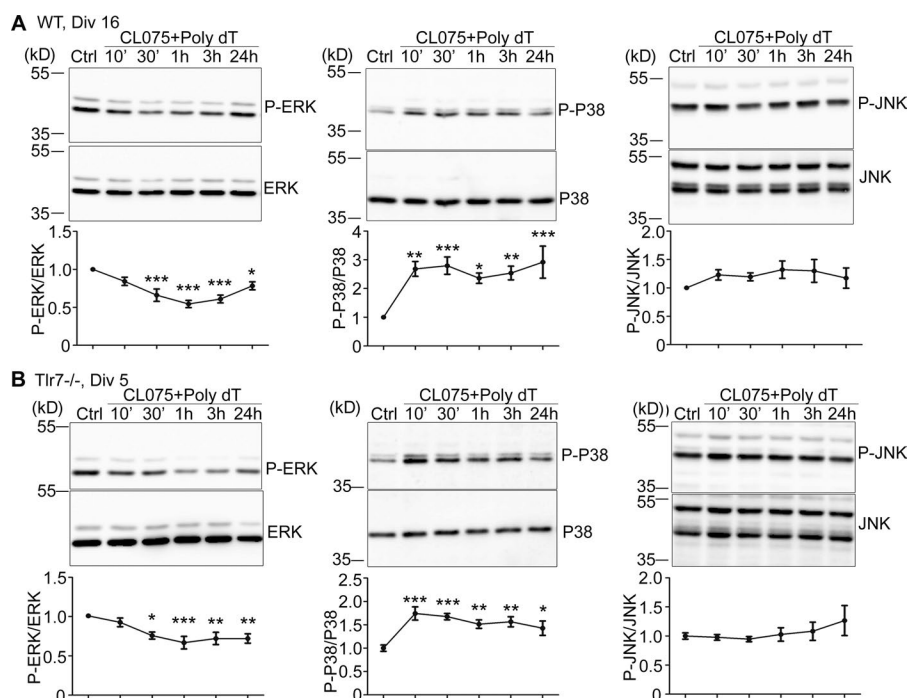 A WT, Div 16
CL075+Poly dT
(kD) Ctrl 10’ 30’ 1h 3h 24h
55
P-ERK
35
55
ERK
35
1.5
1.0
0.5
0
P-ERK/ERK
*** *** *** *
CL075+Poly dT
(kD) Ctrl 10’ 30’ 1h 3h 24h
55
P-P38
35
55
P38
35
4
3
2
1
0
P-P38/P38
** *** * ** ***
CL075+Poly dT
(kD) Ctrl 10’ 30’ 1h 3h 24h
55
P-JNK
35
55
JNK
35
2.0
1.5
1.0
0.5
0
P-JNK/JNK
B Tlr7-/-, Div 5
CL075+Poly dT
(kD) Ctrl 10’ 30’ 1h 3h 24h
55
P-ERK
55
ERK
1.5
1.0
0.5
0
P-ERK/ERK
* *** ** **
CL075+Poly dT
(kD) Ctrl 10’ 30’ 1h 3h 24h
P-P38
35
P38
35
2.5
2.0
1.5
1.0
0.5
0
P-P38/P38
*** *** ** ** *
CL075+Poly dT
(kD) Ctrl 10’ 30’ 1h 3h 24h
55
P-JNK
35
55
JNK
35
2.0
1.5
1.0
0.5
0
P-JNK/JNK